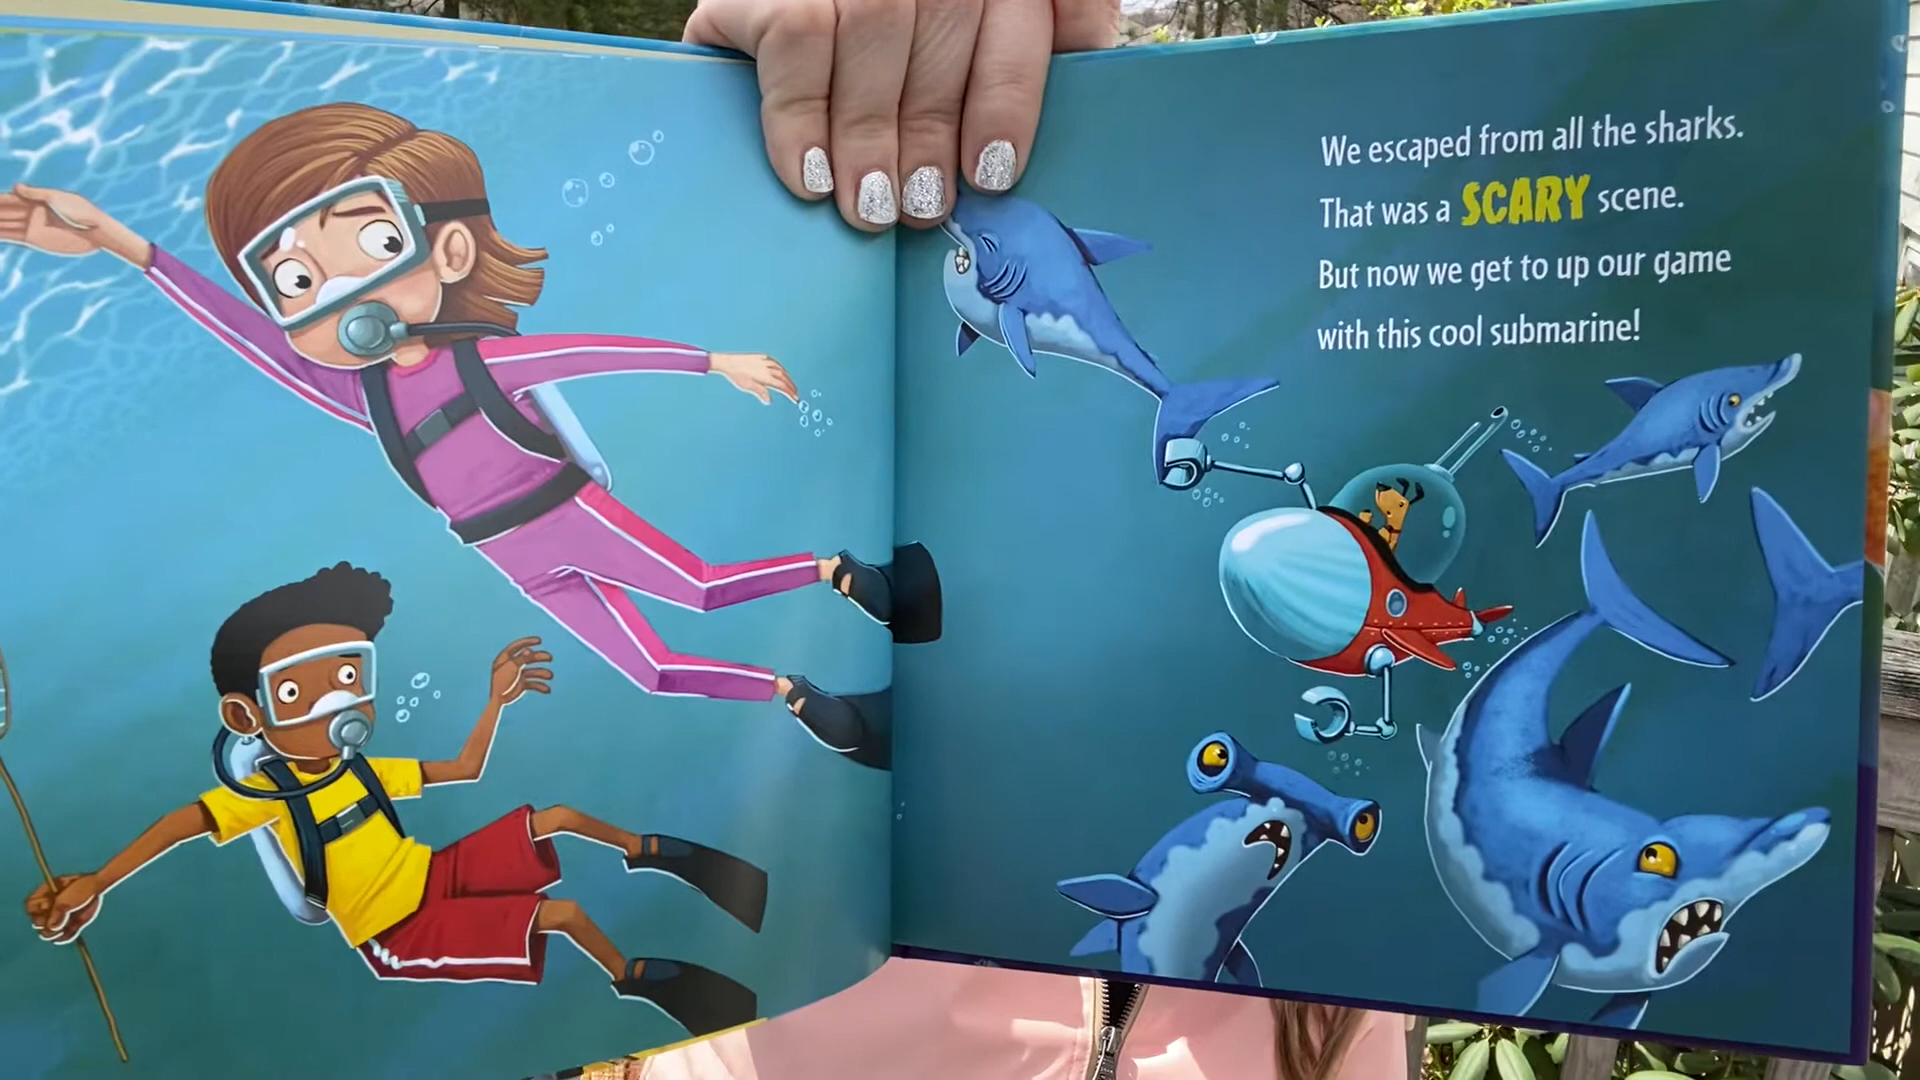 We escaped from all the sharks.
That was a SCARY scene.
But now we get to up our game
with this cool submarine!